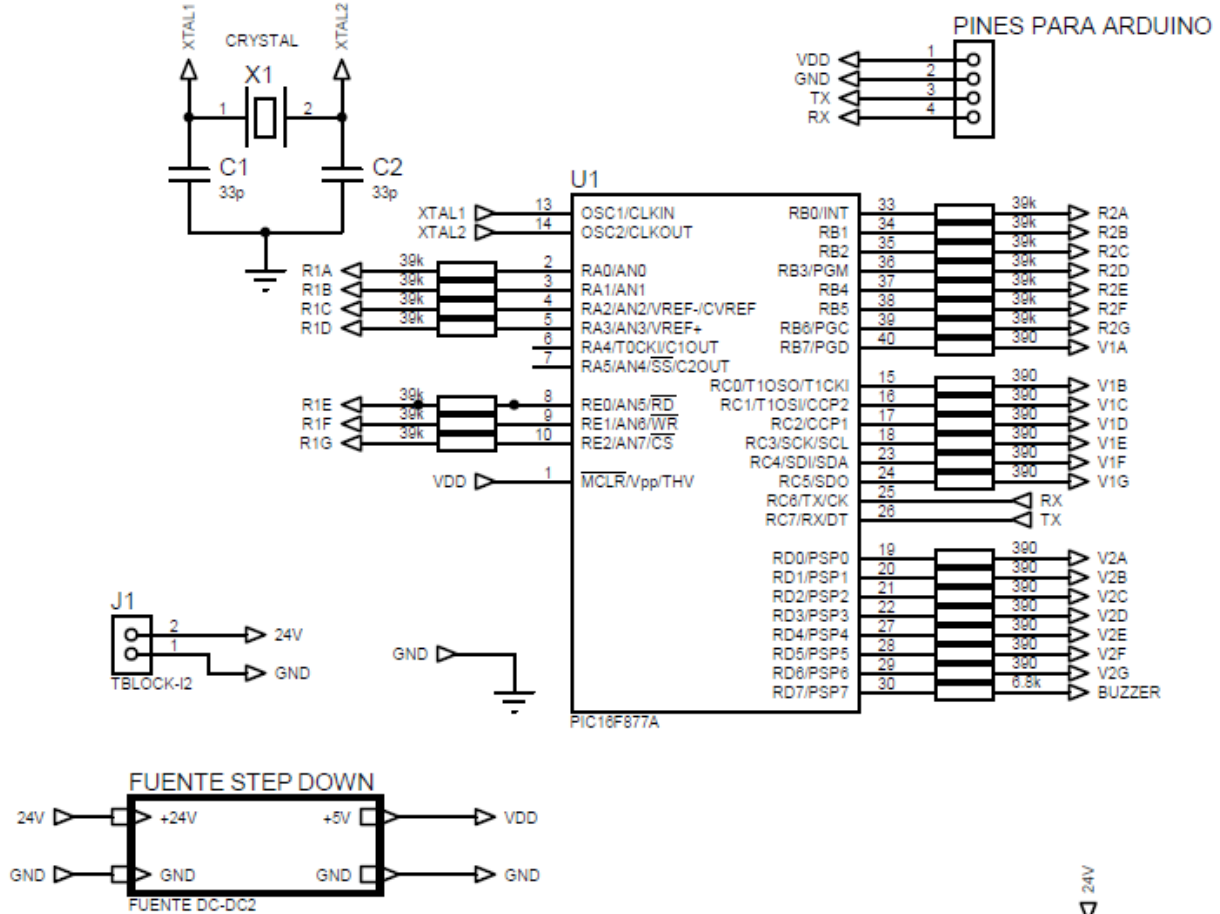 XTAL1
XTAL2
CRYSTAL
X1
1 2
C1
33p
C2
33p
PINES PARA ARDUINO
VDD 1
GND 2
TX 3
RX 4
U1
XTAL1 13 OSC1/CLKIN
XTAL2 14 OSC2/CLKOUT
R1A 39k 2 RA0/AN0
R1B 39k 3 RA1/AN1
R1C 39k 4 RA2/AN2/VREF-/CVREF
R1D 39k 5 RA3/AN3/VREF+
6 RA4/T0CKI/C1OUT
7 RA5/AN4/SS/C2OUT
R1E 39k 8 RE0/AN5/RD
R1F 39k 9 RE1/AN6/WR
R1G 39k 10 RE2/AN7/CS
VDD 1 MCLR/Vpp/THV
RB0/INT 33 39k R2A
RB1 34 39k R2B
RB2 35 39k R2C
RB3/PGM 36 39k R2D
RB4 37 39k R2E
RB5 38 39k R2F
RB6/PGC 39 39k R2G
RB7/PGD 40 390 V1A
RC0/T1OSO/T1CKI 15 390 V1B
RC1/T1OSI/CCP2 16 390 V1C
RC2/CCP1 17 390 V1D
RC3/SCK/SCL 18 390 V1E
RC4/SDI/SDA 23 390 V1F
RC5/SDO 24 390 V1G
RC6/TX/CK 25 RX
RC7/RX/DT 26 TX
RD0/PSP0 19 390 V2A
RD1/PSP1 20 390 V2B
RD2/PSP2 21 390 V2C
RD3/PSP3 22 390 V2D
RD4/PSP4 27 390 V2E
RD5/PSP5 28 390 V2F
RD6/PSP6 29 390 V2G
RD7/PSP7 30 6.8k BUZZER
PIC16F877A
J1
2 24V
1 GND
TBLOCK-I2
GND
FUENTE STEP DOWN
24V +24V +5V VDD
GND GND GND GND
FUENTE DC-DC2
24V